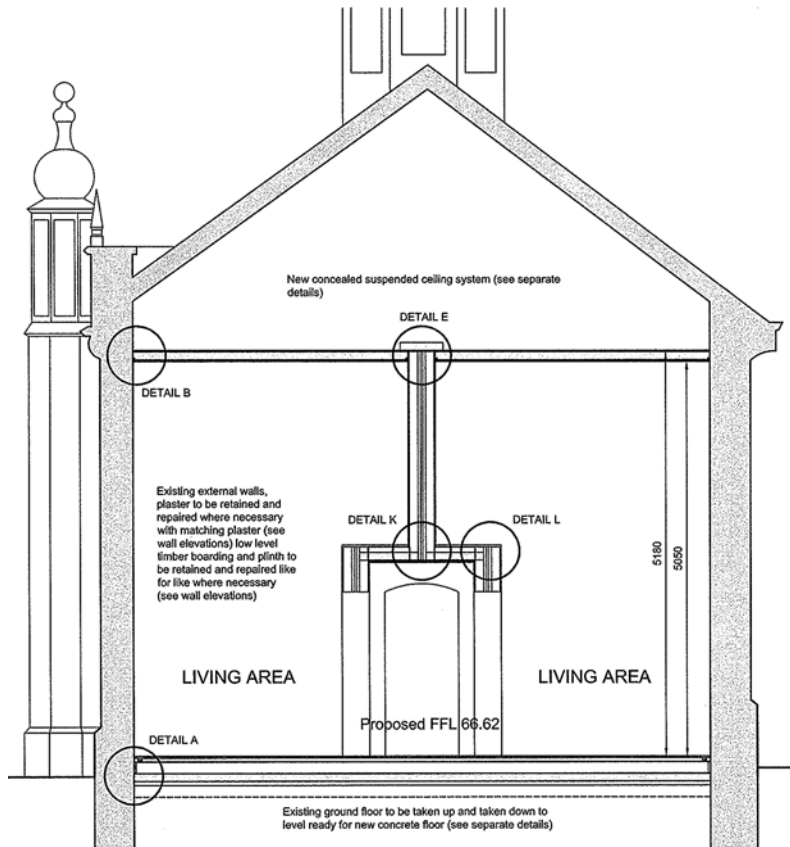 New concealed suspended ceiling system (see separate
details)
DETAIL E
DETAIL B
Existing external walls,
plaster to be retained and
repaired where necessary
with matching plaster (see
wall elevations) low level
timber boarding and plinth to
be retained and repaired like
for like where necessary
(see wall elevations)
DETAIL K
DETAIL L
5180
5050
LIVING AREA
LIVING AREA
Proposed FFL 66.62
DETAIL A
Existing ground floor to be taken up and taken down to
level ready for new concrete floor (see separate details)